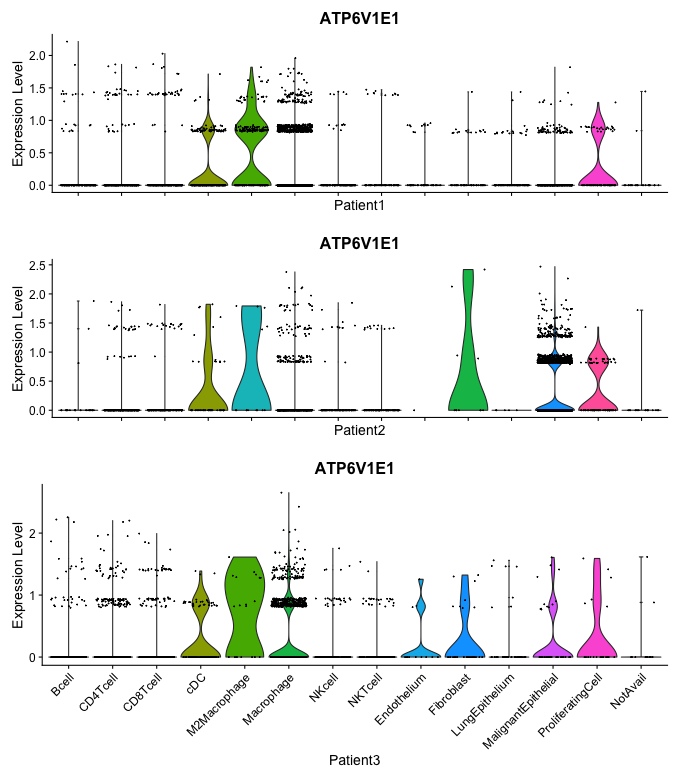 ATP6V1E1
Expression Level
2.0
1.5
1.0
0.5
0.0
Patient1
ATP6V1E1
Expression Level
2.5
2.0
1.5
1.0
0.5
0.0
Patient2
ATP6V1E1
Expression Level
2
1
0
Bcell
CD4Tcell
CD8Tcell
cDC
M2Macrophage
Macrophage
NKcell
NKTcell
Endothelium
Fibroblast
LungEpithelium
MalignantEpithelial
ProliferatingCell
NotAvail
Patient3